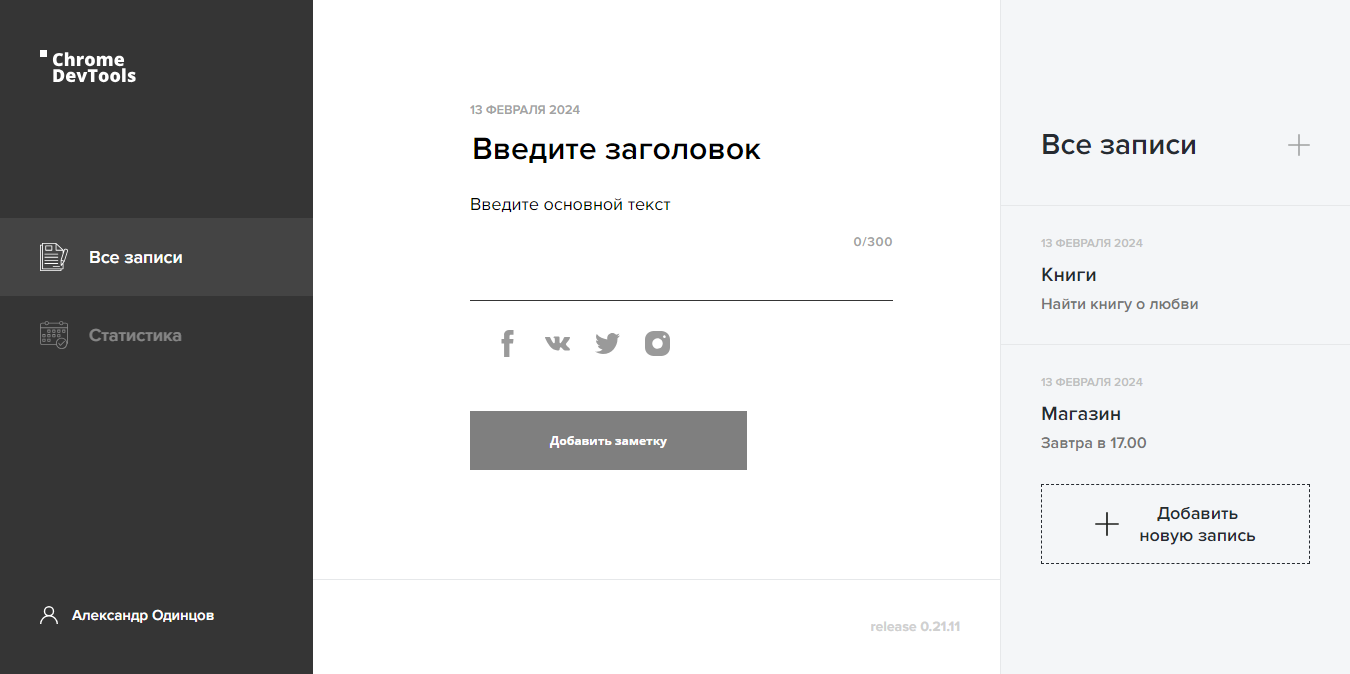 Chrome
DevTools
Все записи
Статистика
Александр Одинцов
13 ФЕВРАЛЯ 2024
Введите заголовок
Введите основной текст
0/300
Добавить заметку
release 0.21.11
Все записи
13 ФЕВРАЛЯ 2024
Книги
Найти книгу о любви
13 ФЕВРАЛЯ 2024
Магазин
Завтра в 17.00
Добавить
новую запись